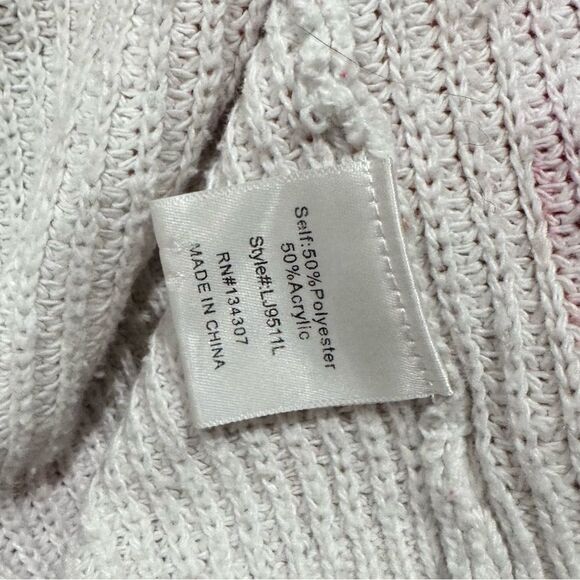 Self:50%Polyester
50%Acrylic
Style#:LJ9511L
RN#134307
MADE IN CHINA